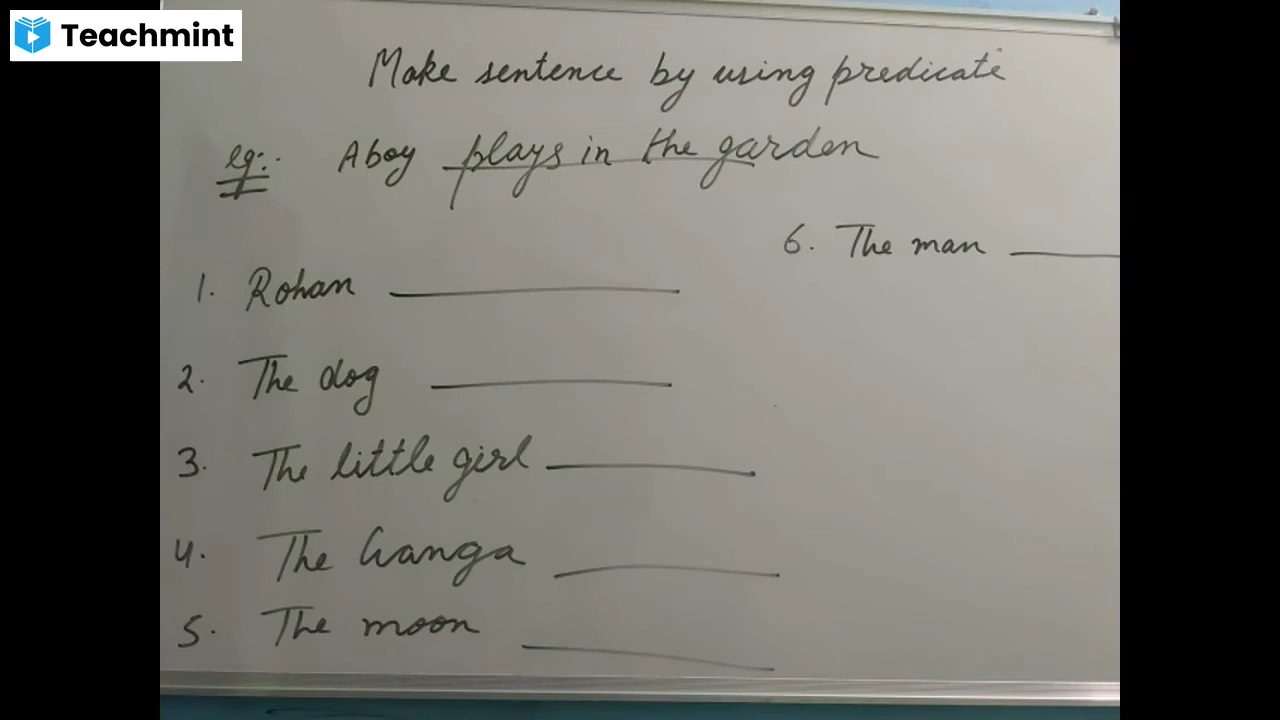 Teachmint
Make sentence by using predicate
eg:. A boy plays in the garden
1. Rohan
2. The dog
3. The little girl
4. The Ganga
5. The moon
6. The man